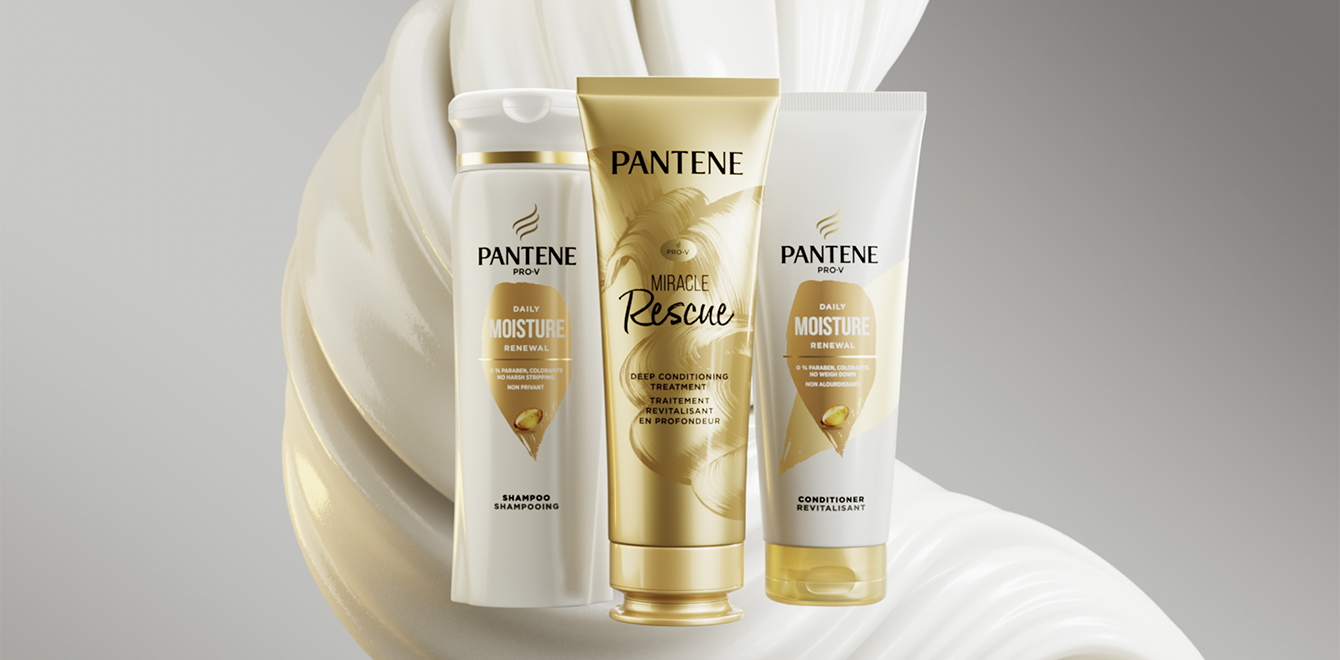 PANTENE
PRO-V
DAILY
MOISTURE
RENEWAL
0 % PARABEN, COLORANTS
NO HARSH STRIPPING
NON PRIVANT
SHAMPOO
SHAMPOOING
PANTENE
PRO-V
MIRACLE
Rescue
DEEP CONDITIONING
TREATMENT
TRAITEMENT
REVITALISANT
EN PROFONDEUR
PANTENE
PRO-V
DAILY
MOISTURE
RENEWAL
0 % PARABEN, COLORANTS
NO WEIGH DOWN
NON ALOURDISSANT
CONDITIONER
REVITALISANT